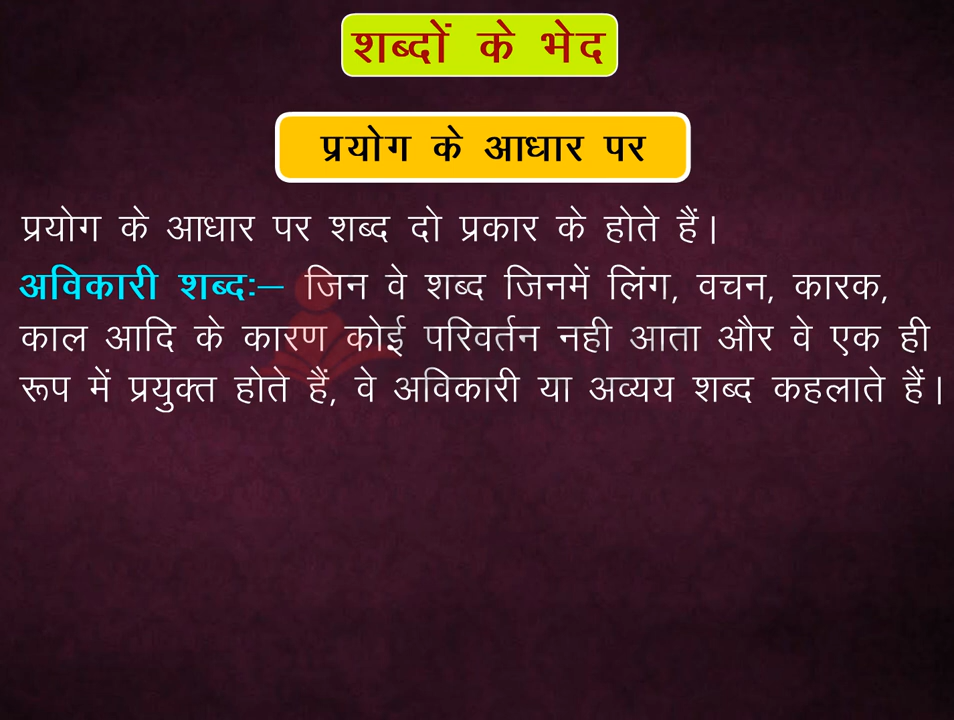 शब्दों के भेद
प्रयोग के आधार पर
प्रयोग के आधार पर शब्द दो प्रकार के होते हैं।
अविकारी शब्दः– जिन वे शब्द जिनमें लिंग, वचन, कारक,
काल आदि के कारण कोई परिवर्तन नही आता और वे एक ही
रूप में प्रयुक्त होते हैं, वे अविकारी या अव्यय शब्द कहलाते हैं।